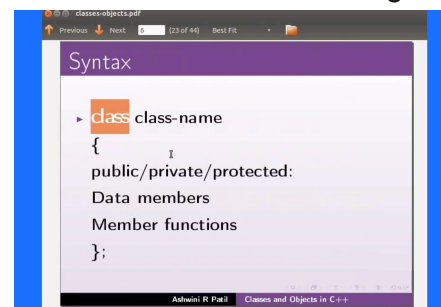 classes-objects.pdf
Previous Next 6 (23 of 44) Best Fit
Syntax
class class-name
{
public/private/protected:
Data members
Member functions
};
Ashwini R Patil Classes and Objects in C++